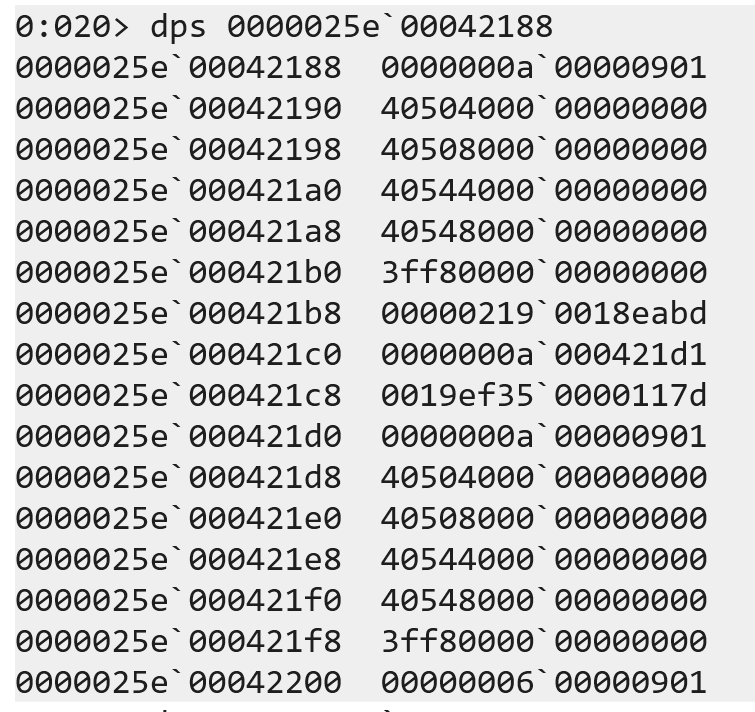 0:020> dps 0000025e`00042188
0000025e`00042188  0000000a`00000901
0000025e`00042190  40504000`00000000
0000025e`00042198  40508000`00000000
0000025e`000421a0  40544000`00000000
0000025e`000421a8  40548000`00000000
0000025e`000421b0  3ff80000`00000000
0000025e`000421b8  00000219`0018eabd
0000025e`000421c0  0000000a`000421d1
0000025e`000421c8  0019ef35`0000117d
0000025e`000421d0  0000000a`00000901
0000025e`000421d8  40504000`00000000
0000025e`000421e0  40508000`00000000
0000025e`000421e8  40544000`00000000
0000025e`000421f0  40548000`00000000
0000025e`000421f8  3ff80000`00000000
0000025e`00042200  00000006`00000901